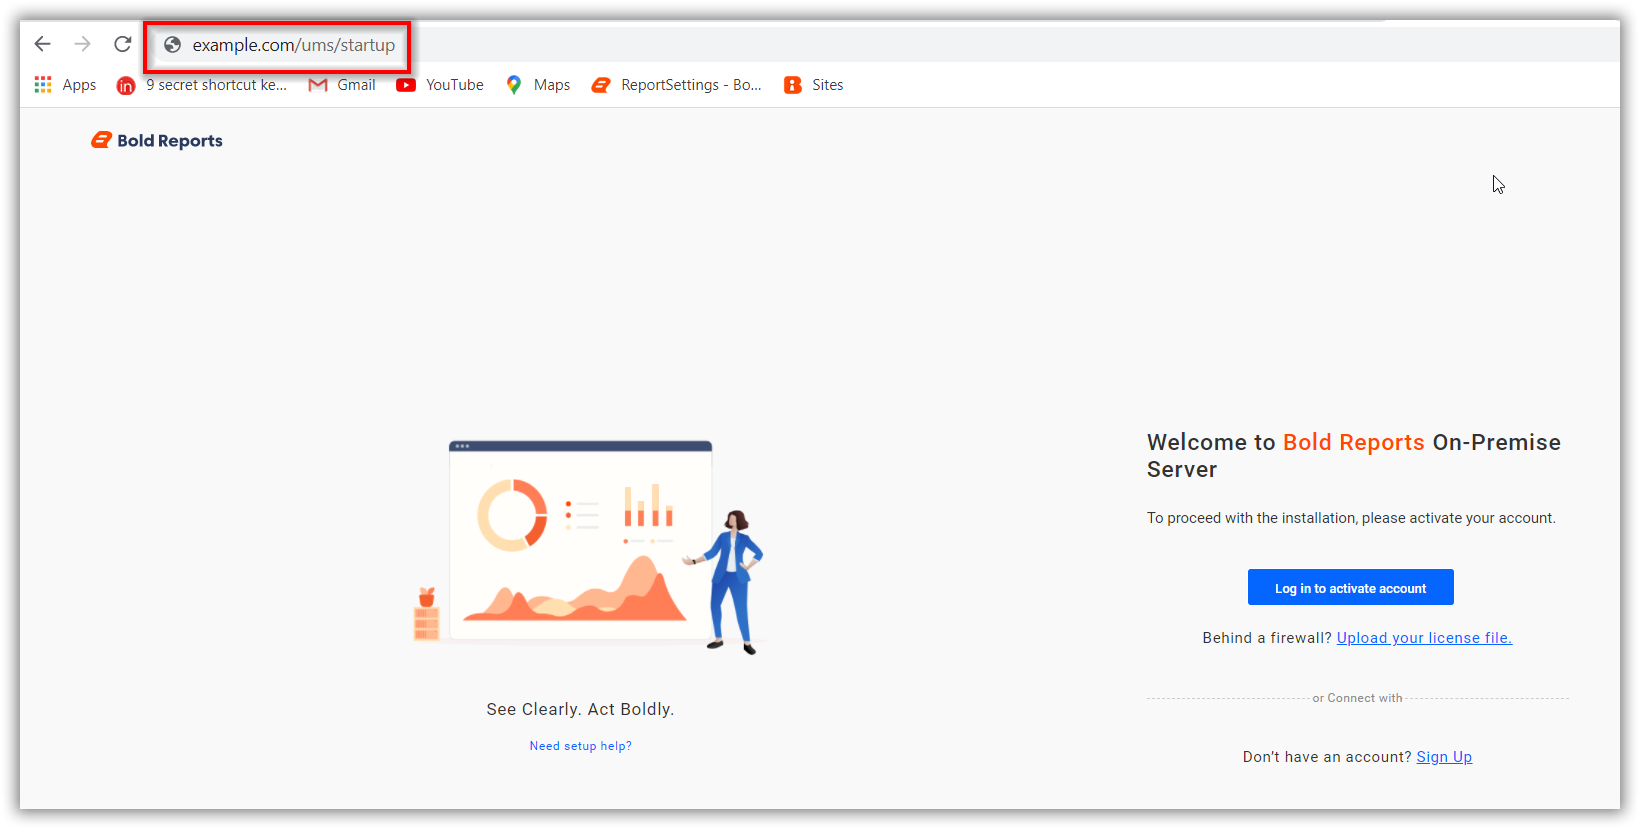 example.com/ums/startup
Apps
9 secret shortcut ke...
Gmail
YouTube
Maps
ReportSettings - Bo...
Sites
Bold Reports
Welcome to Bold Reports On-Premise
Server
To proceed with the installation, please activate your account.
Log in to activate account
Behind a firewall? Upload your license file.
or Connect with
Don’t have an account? Sign Up
See Clearly. Act Boldly.
Need setup help?